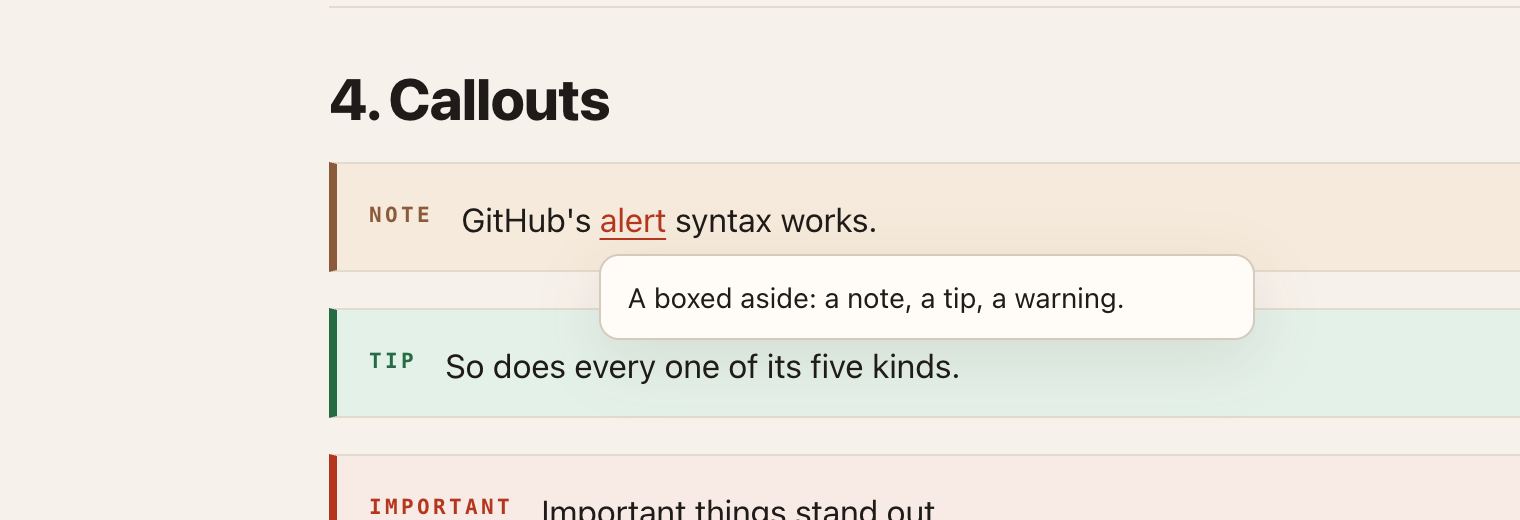 4. Callouts
NOTE GitHub's alert syntax works.
A boxed aside: a note, a tip, a warning.
TIP So does every one of its five kinds.
IMPORTANT Important things stand out